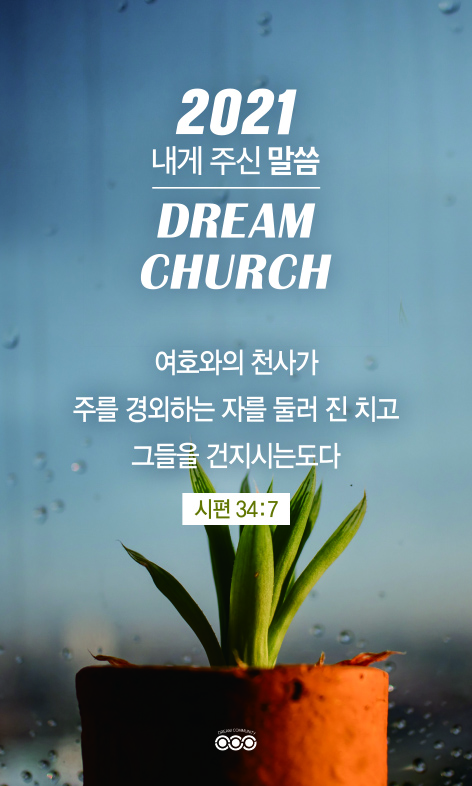 2021
내게 주신 말씀
DREAM
CHURCH
여호와의 천사가
주를 경외하는 자를 둘러 진 치고
그들을 건지시는도다
시편 34:7
DREAM COMMUNITY